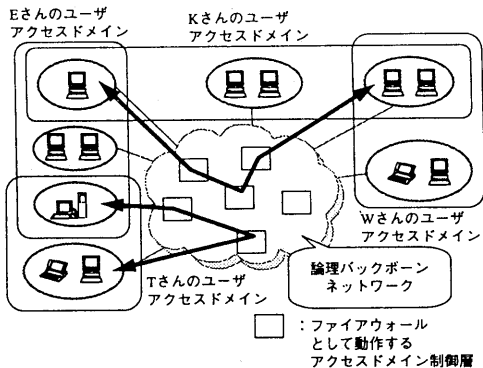 Eさんのユーザ
アクセスドメイン
Kさんのユーザ
アクセスドメイン
Wさんのユーザ
アクセスドメイン
Tさんのユーザ
アクセスドメイン
論理バックボーン
ネットワーク
：ファイアウォール
として動作する
アクセスドメイン制御層